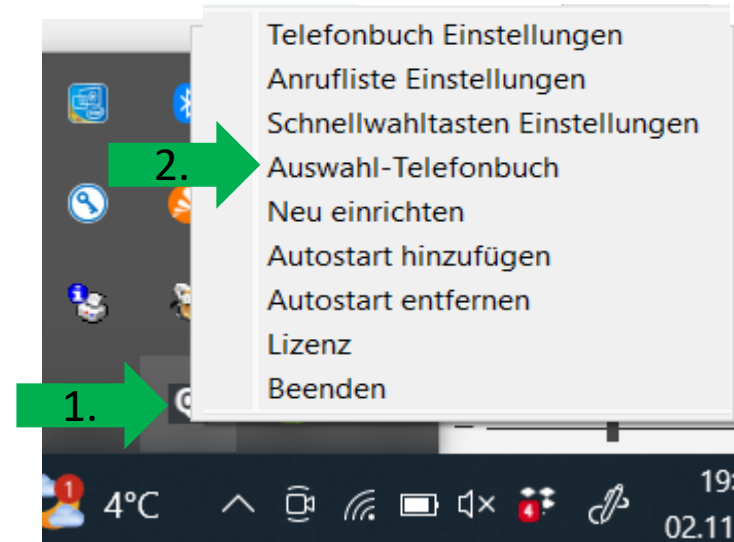 Telefonbuch Einstellungen
Anrufliste Einstellungen
Schnellwahltasten Einstellungen
2.
Auswahl-Telefonbuch
Neu einrichten
Autostart hinzufügen
Autostart entfernen
Lizenz
Beenden
1.
1
4°C
4
19:
02.11